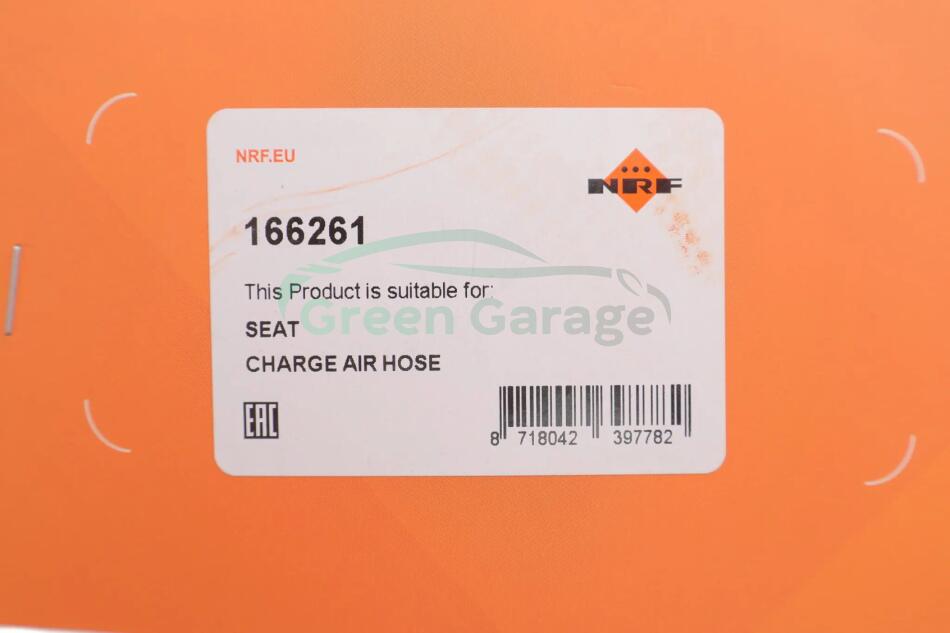 NRF.EU
NRF
166261
This Product is suitable for:
Green Garage
SEAT
CHARGE AIR HOSE
EAC
8 718042 397782